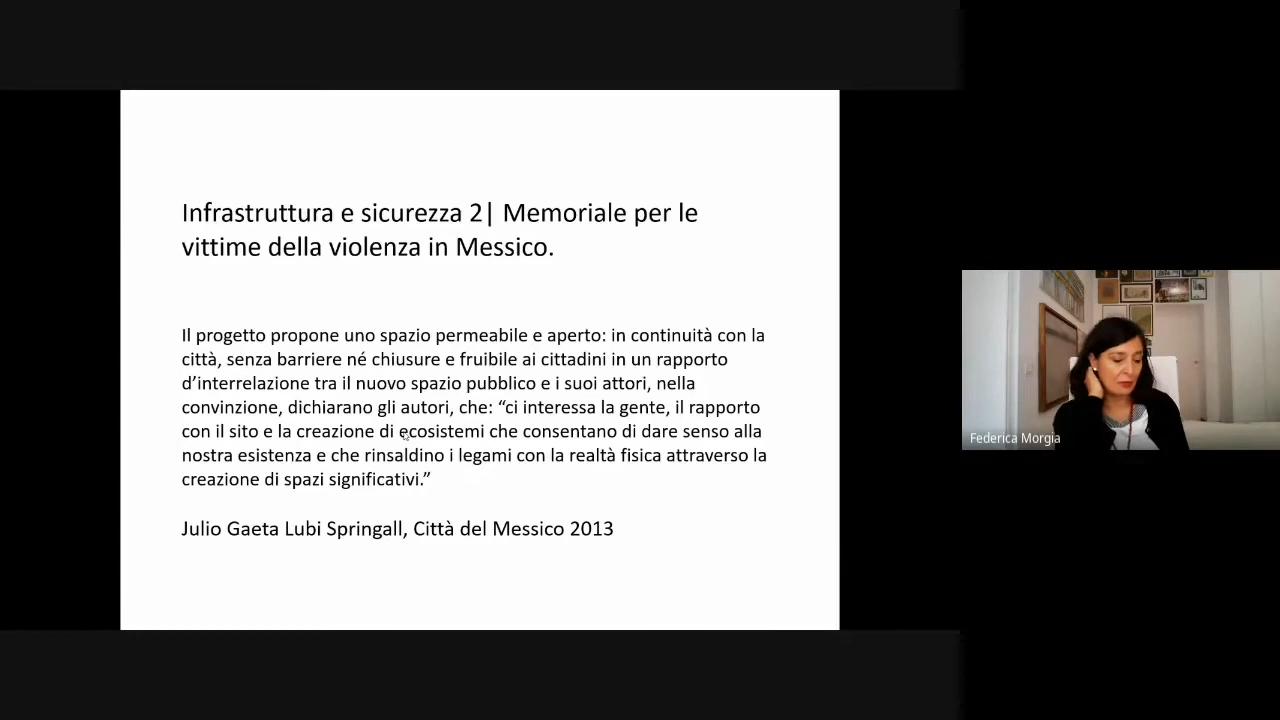 Infrastruttura e sicurezza 2| Memoriale per le
vittime della violenza in Messico.
Il progetto propone uno spazio permeabile e aperto: in continuità con la
città, senza barriere né chiusure e fruibile ai cittadini in un rapporto
d’interrelazione tra il nuovo spazio pubblico e i suoi attori, nella
convinzione, dichiarano gli autori, che: “ci interessa la gente, il rapporto
con il sito e la creazione di ecosistemi che consentano di dare senso alla
nostra esistenza e che rinsaldino i legami con la realtà fisica attraverso la
creazione di spazi significativi.”
Julio Gaeta Lubi Springall, Città del Messico 2013
Federica Morgia